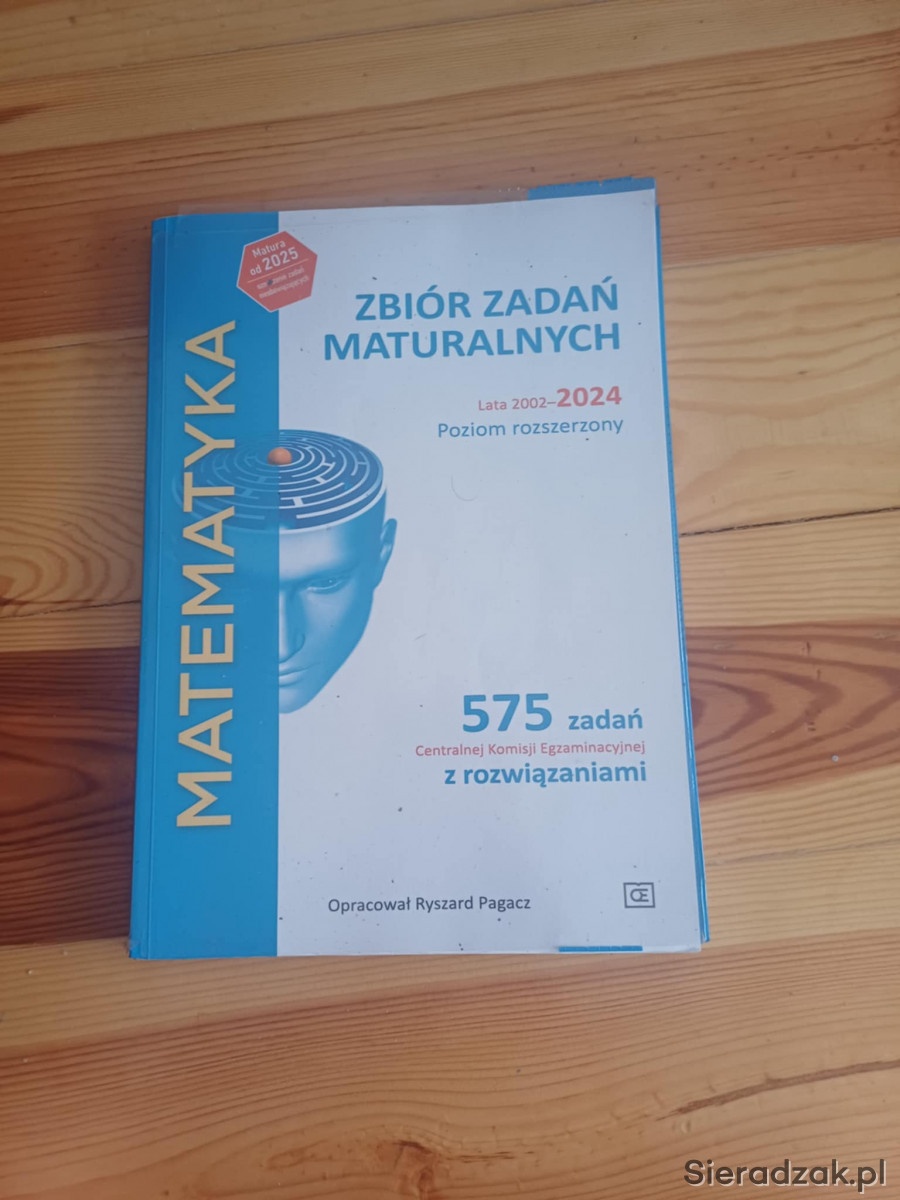 Matura
od 2025
ZBIÓR ZADAŃ
MATURALNYCH
Lata 2002–2024
Poziom rozszerzony
MATEMATYKA
575 zadań
Centralnej Komisji Egzaminacyjnej
z rozwiązaniami
Opracował Ryszard Pagacz
OE
Sieradzak.pl